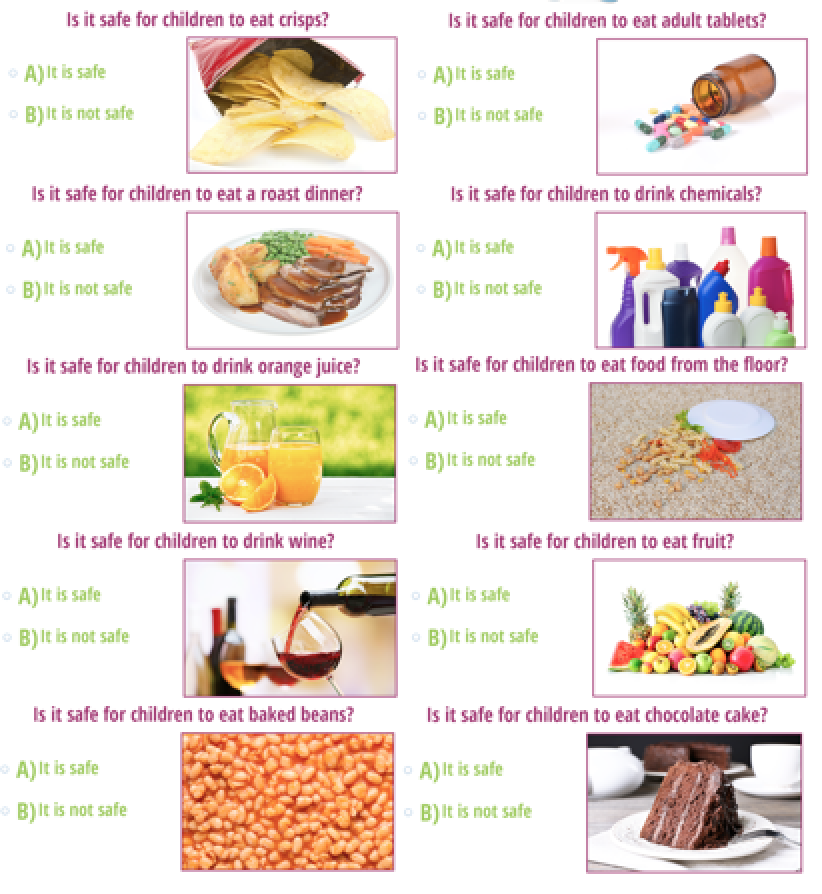 Is it safe for children to eat crisps?
A) It is safe
B) It is not safe
Is it safe for children to eat adult tablets?
A) It is safe
B) It is not safe
Is it safe for children to eat a roast dinner?
A) It is safe
B) It is not safe
Is it safe for children to drink chemicals?
A) It is safe
B) It is not safe
Is it safe for children to drink orange juice?
A) It is safe
B) It is not safe
Is it safe for children to eat food from the floor?
A) It is safe
B) It is not safe
Is it safe for children to drink wine?
A) It is safe
B) It is not safe
Is it safe for children to eat fruit?
A) It is safe
B) It is not safe
Is it safe for children to eat baked beans?
A) It is safe
B) It is not safe
Is it safe for children to eat chocolate cake?
A) It is safe
B) It is not safe